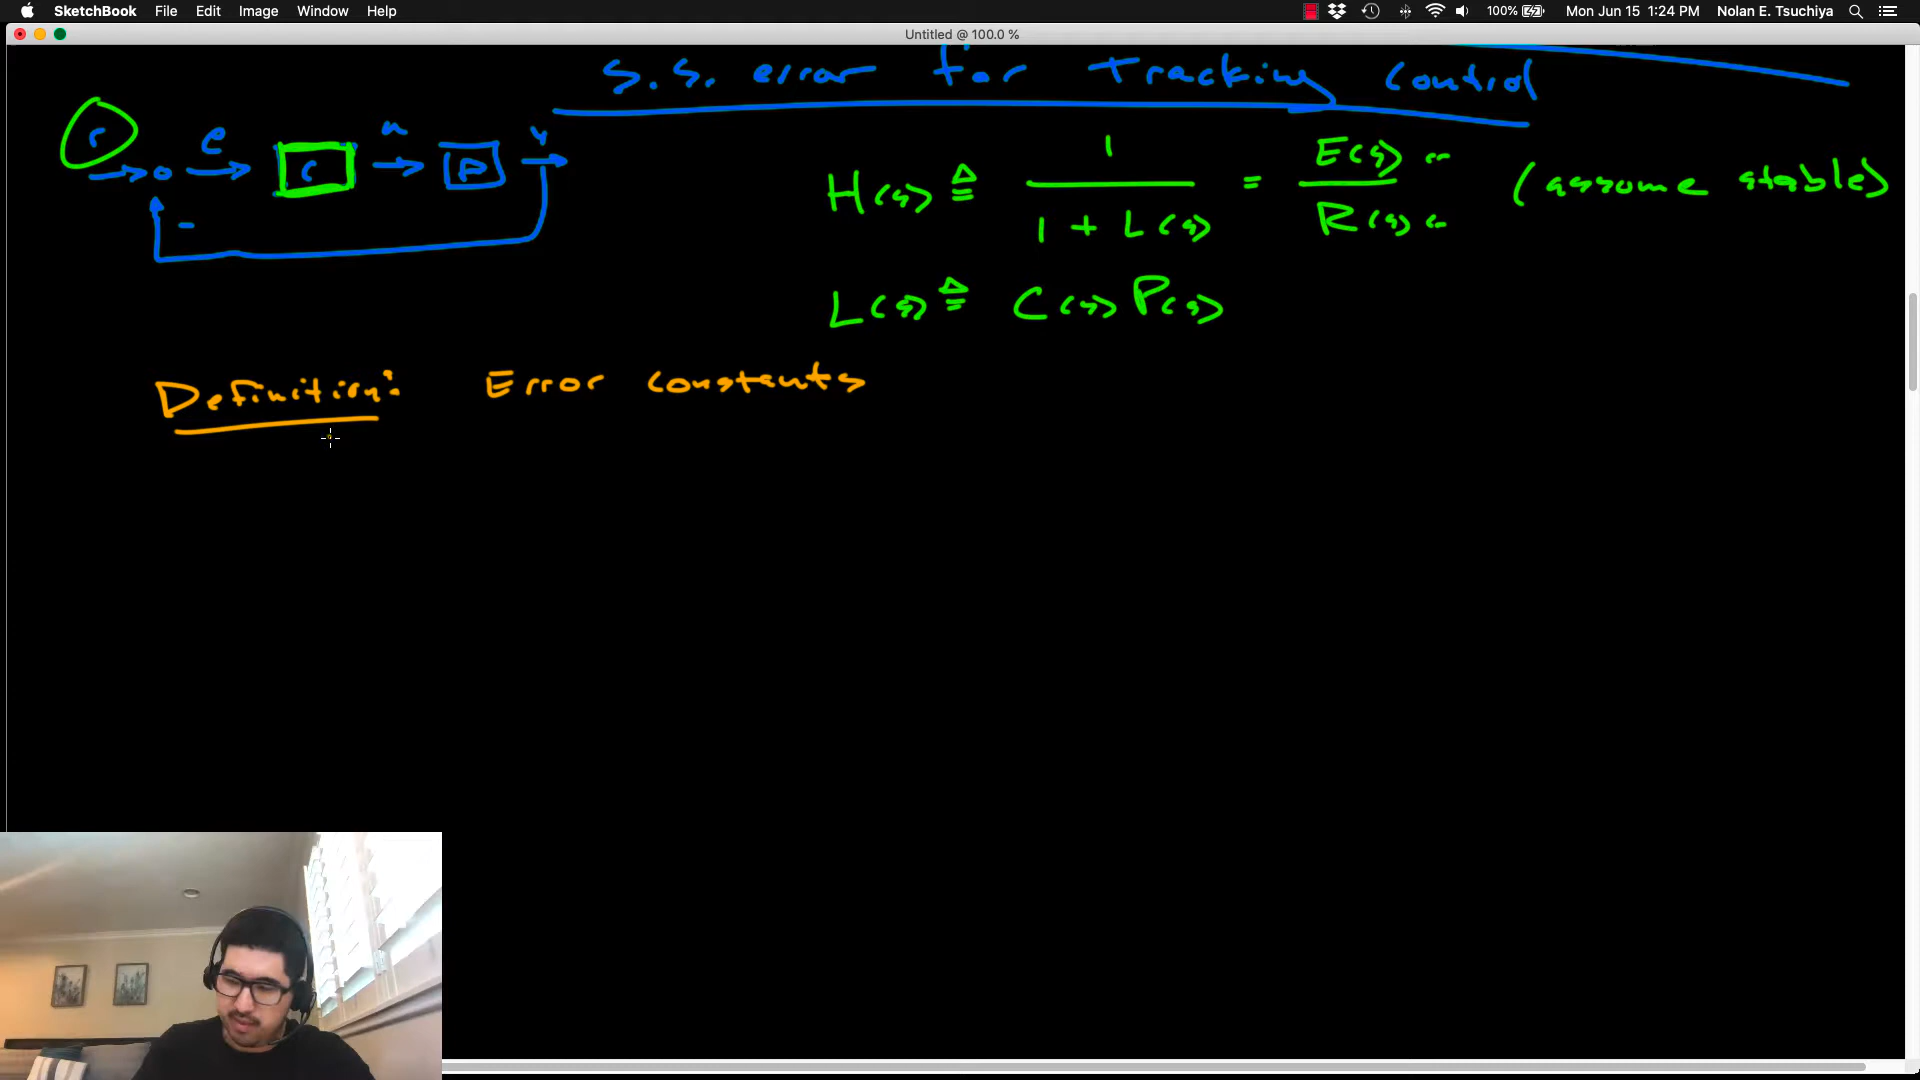 SketchBook File Edit Image Window Help 100% Mon Jun 15 1:24 PM Nolan E. Tsuchiya
Untitled @ 100.0 %
s.s. error for Tracking control
r e C u P y
-
H(s) ≜ 1 / (1 + L(s)) = E(s) / R(s) (assume stable)
L(s) ≜ C(s) P(s)
Definition: Error constants